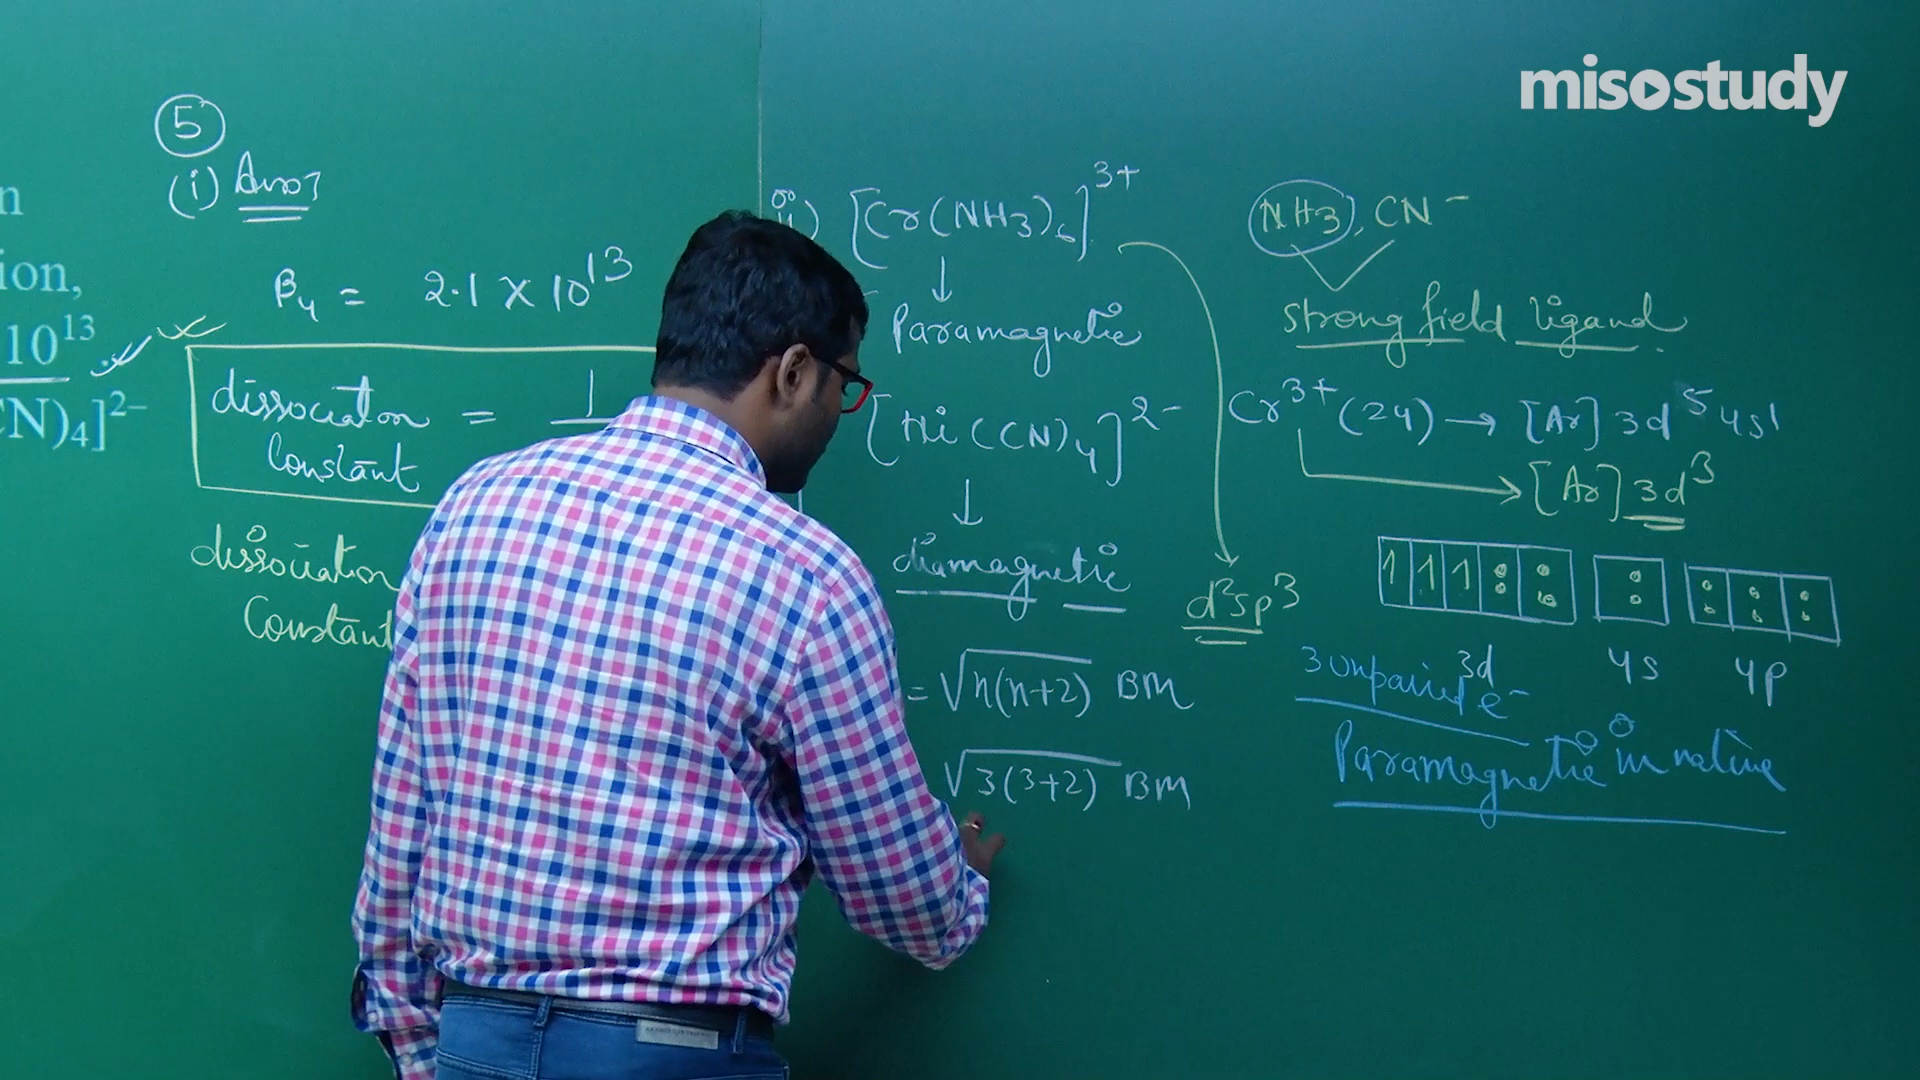 misostudy
n
ion,
10¹³
CN)₄]²⁻
5
(i) Ans:
β₄ = 2.1 × 10¹³
dissociation = 1
Constant
dissociation
Constant
ii) [Cr(NH3)₆]³⁺
↓
Paramagnetic
[Ni(CN)₄]²⁻
↓
diamagnetic
= √n(n+2) BM
√3(3+2) BM
d²sp³
NH3, CN⁻
strong field ligand.
Cr³⁺(24) → [Ar] 3d⁵ 4s¹
→ [Ar] 3d³
1 1 1
3d 4s 4p
3 unpaired e⁻
Paramagnetic in nature